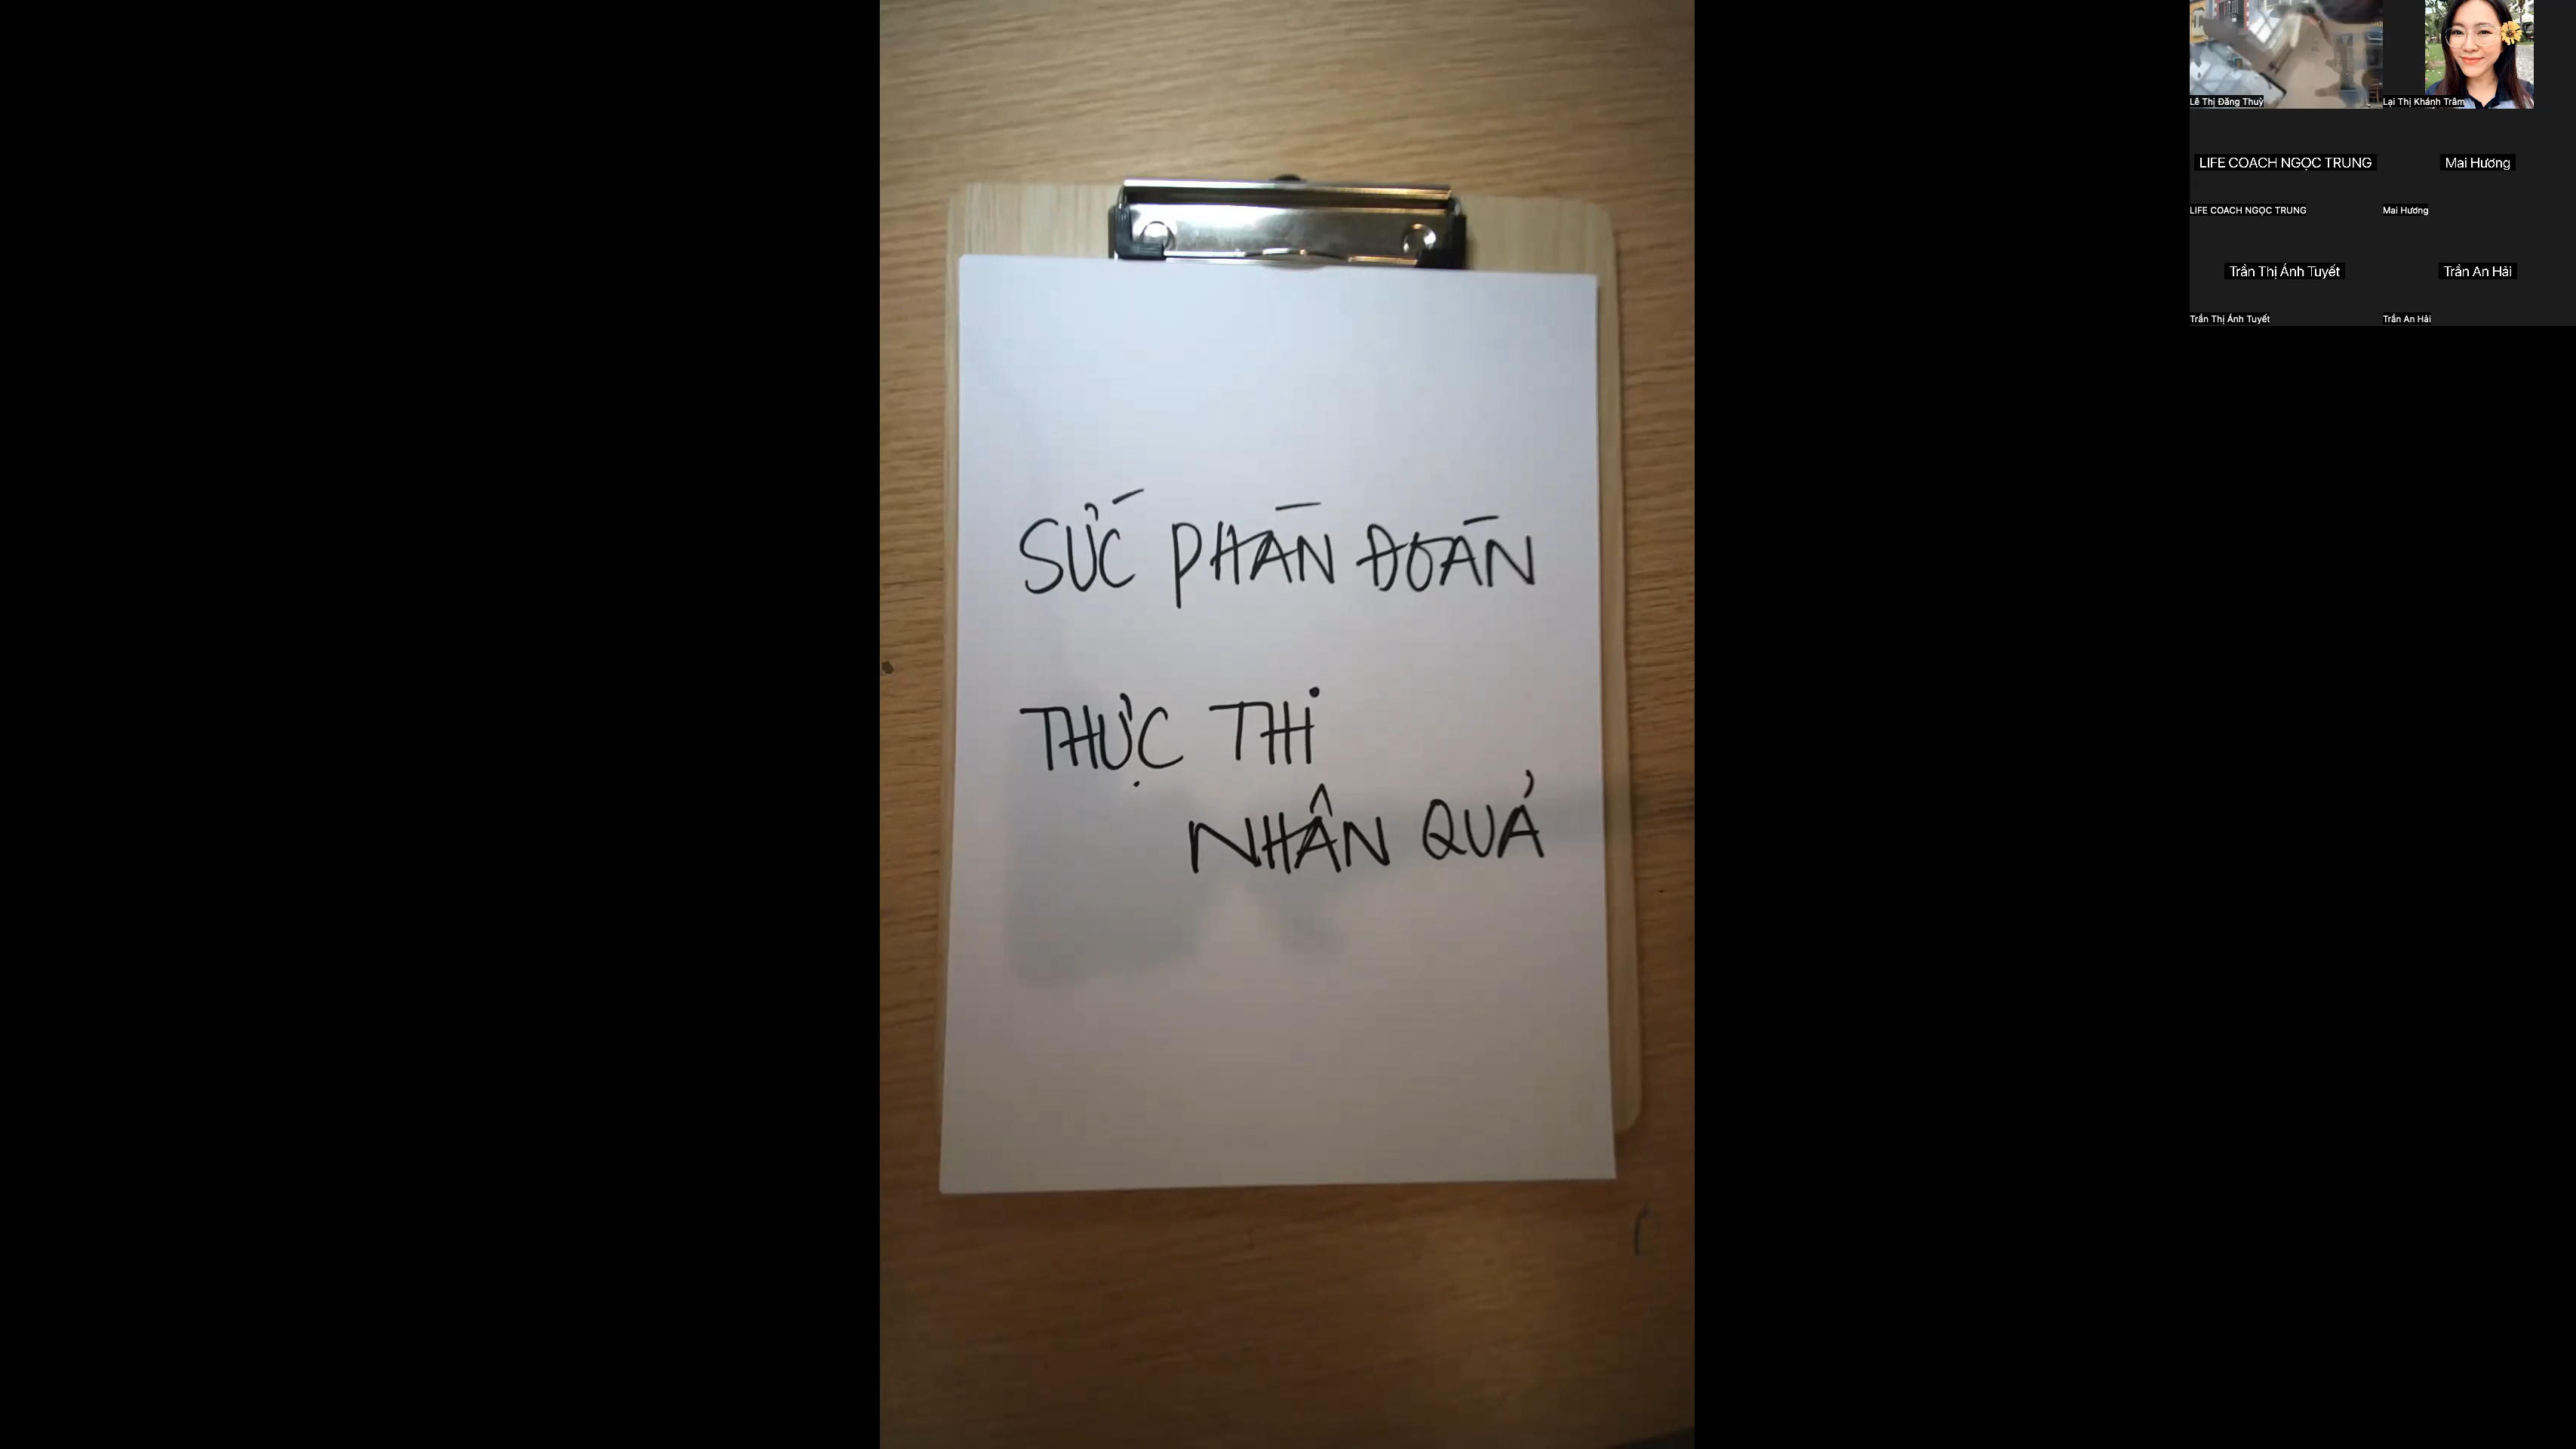 SỨC PHÁN ĐOÁN
THỰC THI
NHÂN QUẢ
Lê Thị Đăng Thuỳ
Lại Thị Khánh Trâm
LIFE COACH NGỌC TRUNG
Mai Hương
LIFE COACH NGỌC TRUNG
Mai Hương
Trần Thị Ánh Tuyết
Trần An Hải
Trần Thị Ánh Tuyết
Trần An Hải